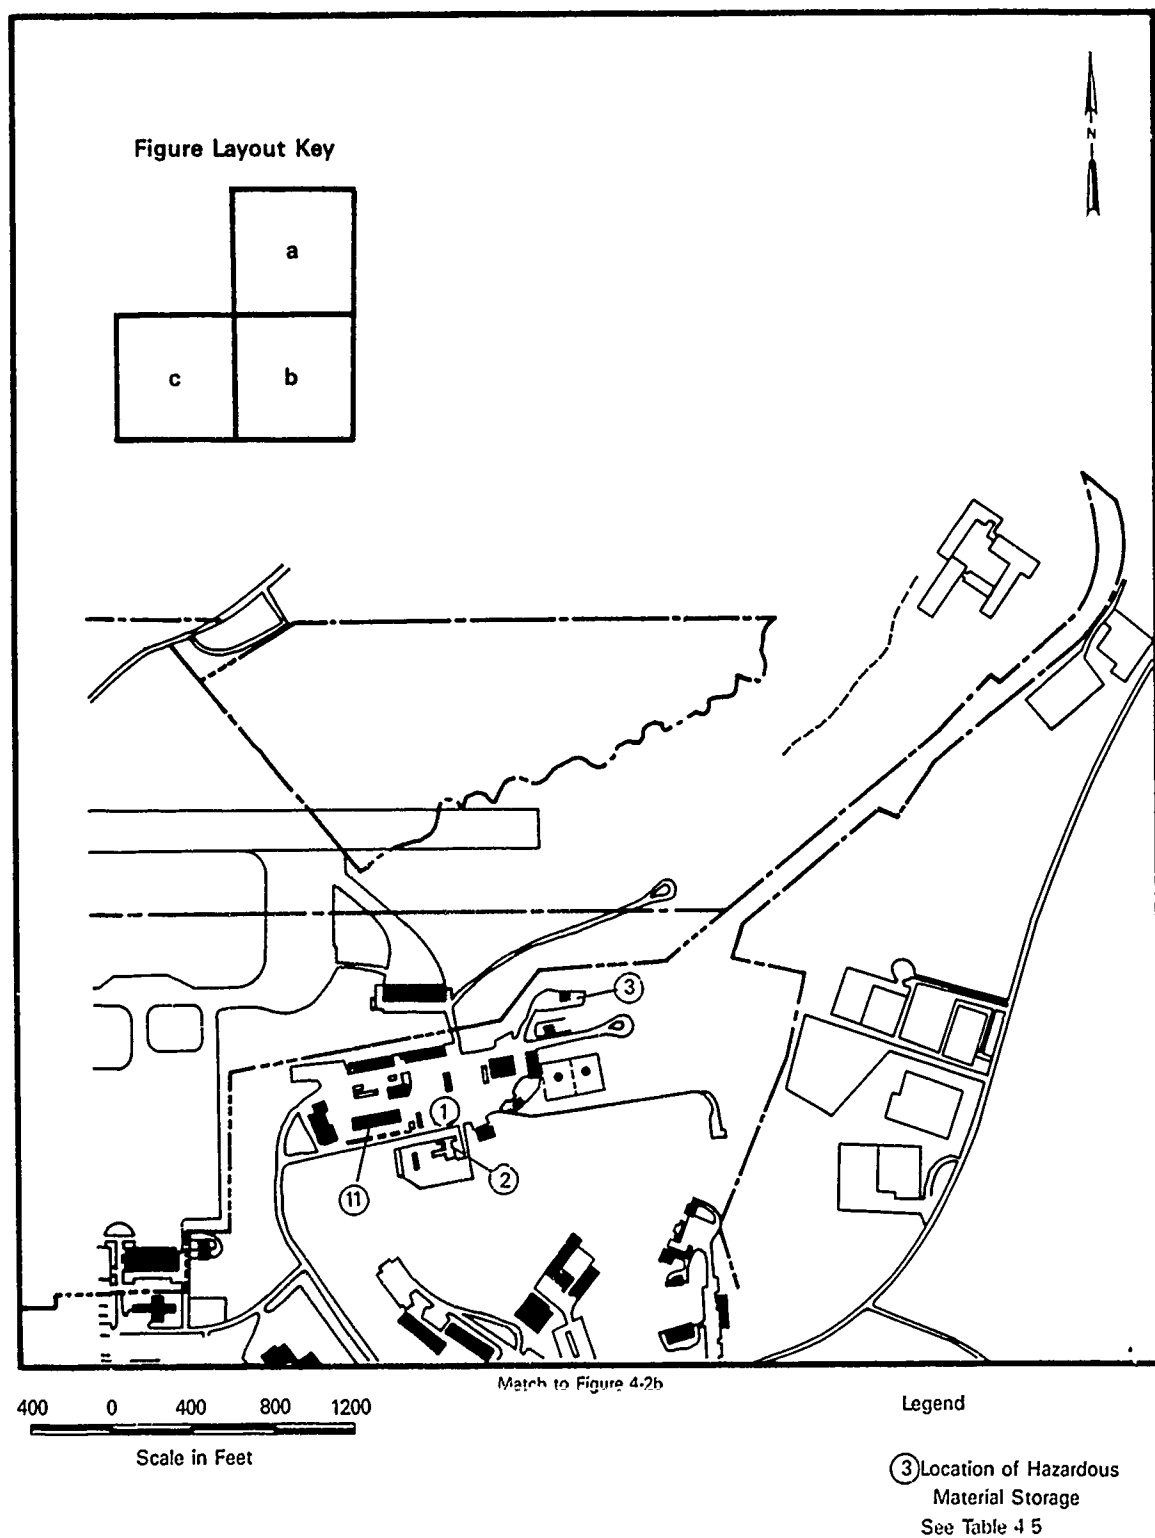 Figure Layout Key
a
c
b
N
3
1
2
11
Match to Figure 4-2b
400 0 400 800 1200
Scale in Feet
Legend
3 Location of Hazardous
Material Storage
See Table 4 5